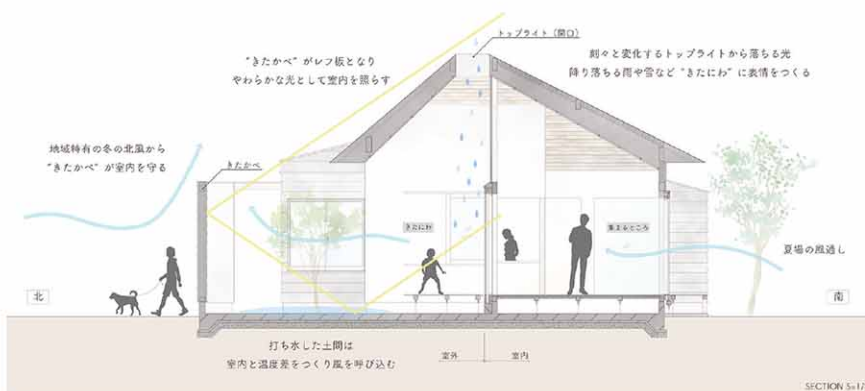 トップライト(開口)
"きたかべ"がレフ板となり
やわらかな光として室内を照らす
刻々と変化するトップライトから落ちる光
降り落ちる雨や雪など"きたにわ"に表情をつくる
地域特有の冬の北風から
"きたかべ"が室内を守る
きたかべ
きたにわ
集まるところ
夏場の風通し
北
南
打ち水した土間は
室内と温度差をつくり風を呼び込む
室外
室内